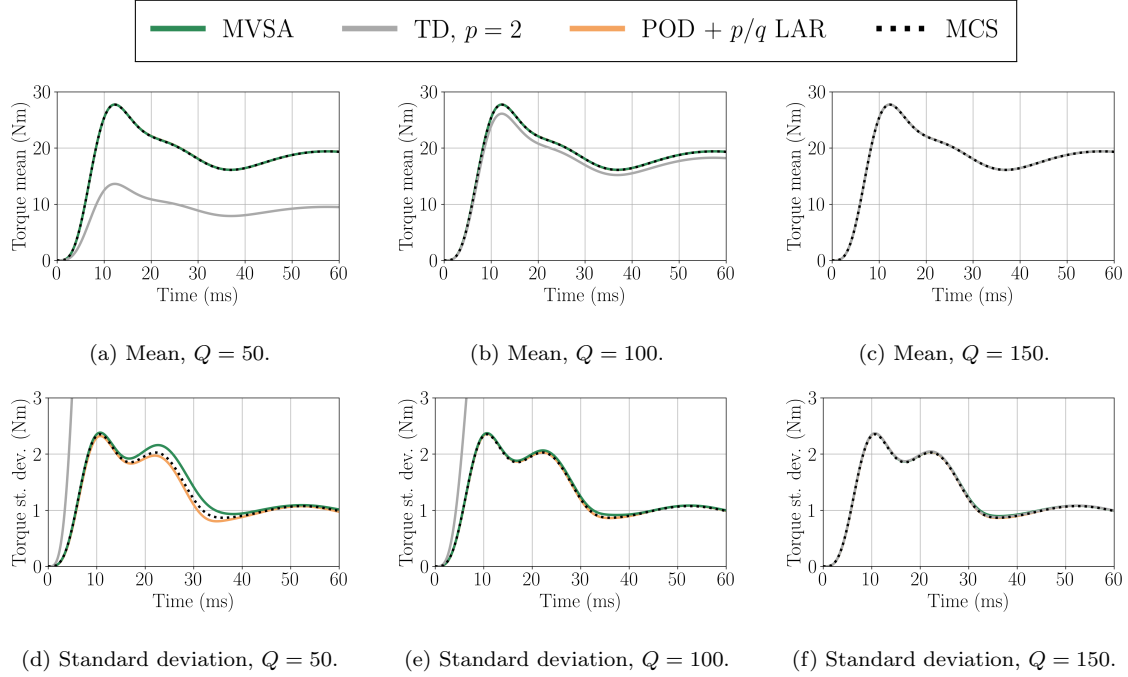 MVSA TD, p = 2 POD + p/q LAR MCS
Torque mean (Nm)
30
20
10
0
0 10 20 30 40 50 60
Time (ms)
(a) Mean, Q = 50.
Torque mean (Nm)
30
20
10
0
0 10 20 30 40 50 60
Time (ms)
(b) Mean, Q = 100.
Torque mean (Nm)
30
20
10
0
0 10 20 30 40 50 60
Time (ms)
(c) Mean, Q = 150.
Torque st. dev. (Nm)
3
2
1
0
0 10 20 30 40 50 60
Time (ms)
(d) Standard deviation, Q = 50.
Torque st. dev. (Nm)
3
2
1
0
0 10 20 30 40 50 60
Time (ms)
(e) Standard deviation, Q = 100.
Torque st. dev. (Nm)
3
2
1
0
0 10 20 30 40 50 60
Time (ms)
(f) Standard deviation, Q = 150.